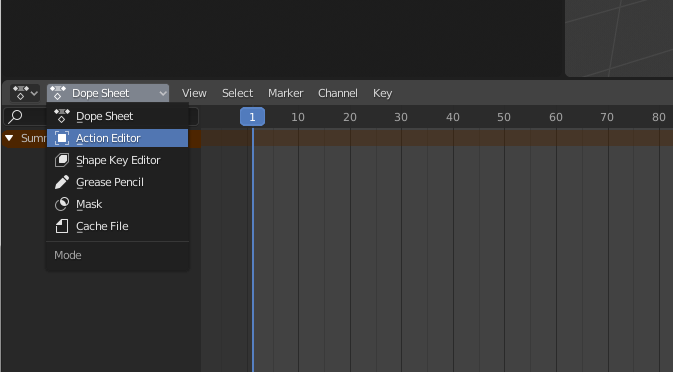 Dope Sheet View Select Marker Channel Key
Dope Sheet
1 10 20 30 40 50 60 70 80
Summ
Action Editor
Shape Key Editor
Grease Pencil
Mask
Cache File
Mode